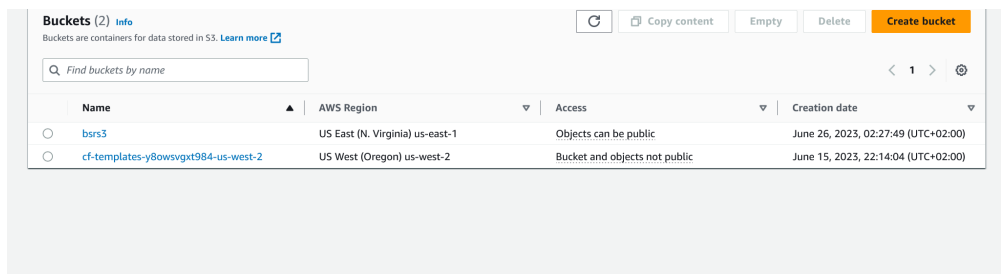 Buckets (2) Info
Copy content Empty Delete Create bucket
Buckets are containers for data stored in S3. Learn more
Find buckets by name
1
Name AWS Region Access Creation date
bsrs3 US East (N. Virginia) us-east-1 Objects can be public June 26, 2023, 02:27:49 (UTC+02:00)
cf-templates-y8owsvgxt984-us-west-2 US West (Oregon) us-west-2 Bucket and objects not public June 15, 2023, 22:14:04 (UTC+02:00)